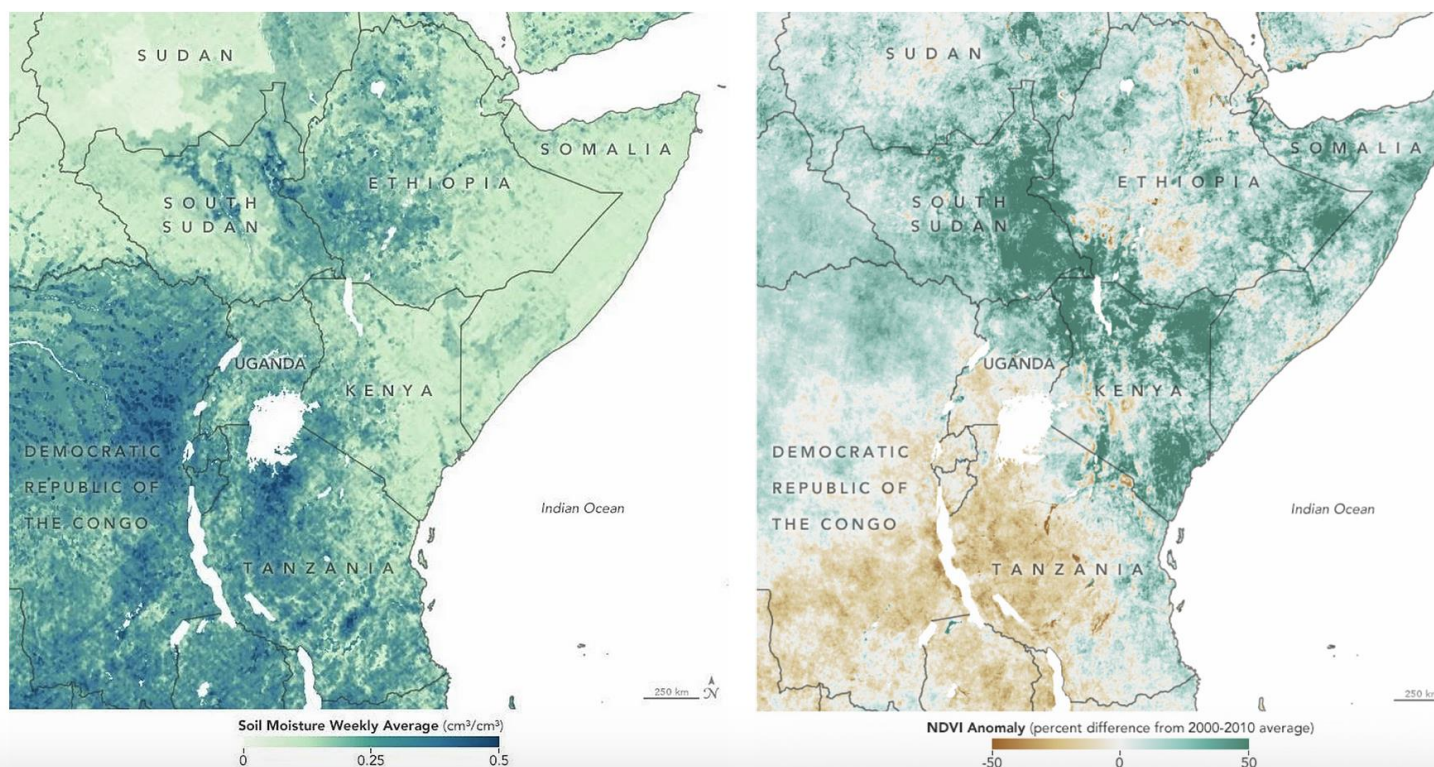 SUDAN
SOMALIA
ETHIOPIA
SOUTH
SUDAN
UGANDA
KENYA
DEMOCRATIC
REPUBLIC OF
THE CONGO
Indian Ocean
TANZANIA
250 km
N
Soil Moisture Weekly Average (cm³/cm³)
0 0.25 0.5
SUDAN
SOMALIA
ETHIOPIA
SOUTH
SUDAN
UGANDA
KENYA
DEMOCRATIC
REPUBLIC OF
THE CONGO
Indian Ocean
TANZANIA
250 km
NDVI Anomaly (percent difference from 2000-2010 average)
-50 0 50